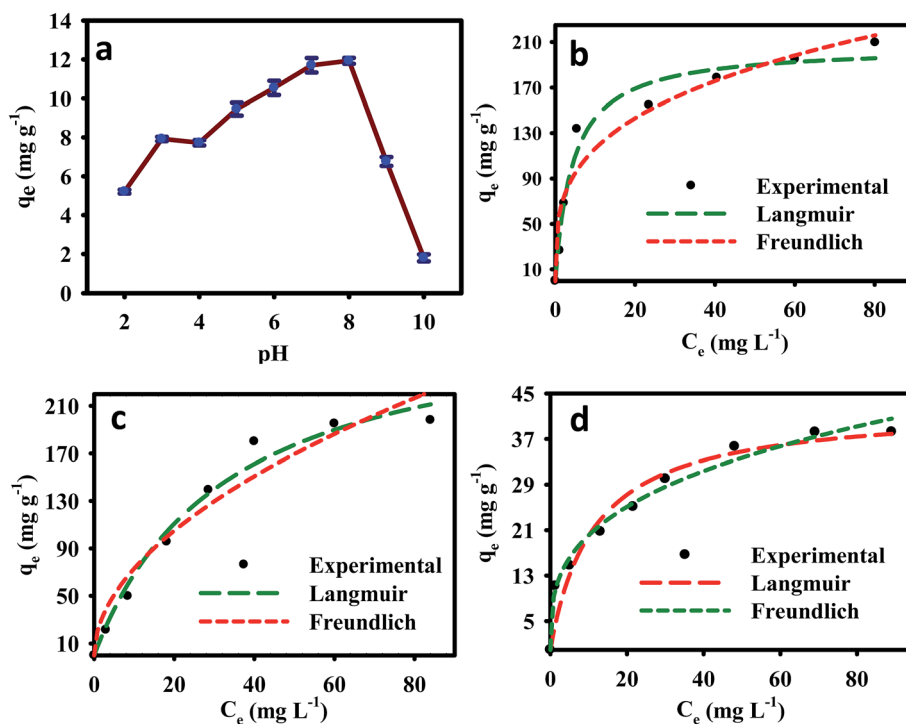 a
14
12
10
8
6
4
2
0
qe (mg g-1)
2 4 6 8 10
pH
b
210
170
130
90
50
10
qe (mg g-1)
Experimental
Langmuir
Freundlich
0 20 40 60 80
Ce (mg L-1)
c
210
170
130
90
50
10
qe (mg g-1)
Experimental
Langmuir
Freundlich
0 20 40 60 80
Ce (mg L-1)
d
45
37
29
21
13
5
qe (mg g-1)
Experimental
Langmuir
Freundlich
0 20 40 60 80
Ce (mg L-1)